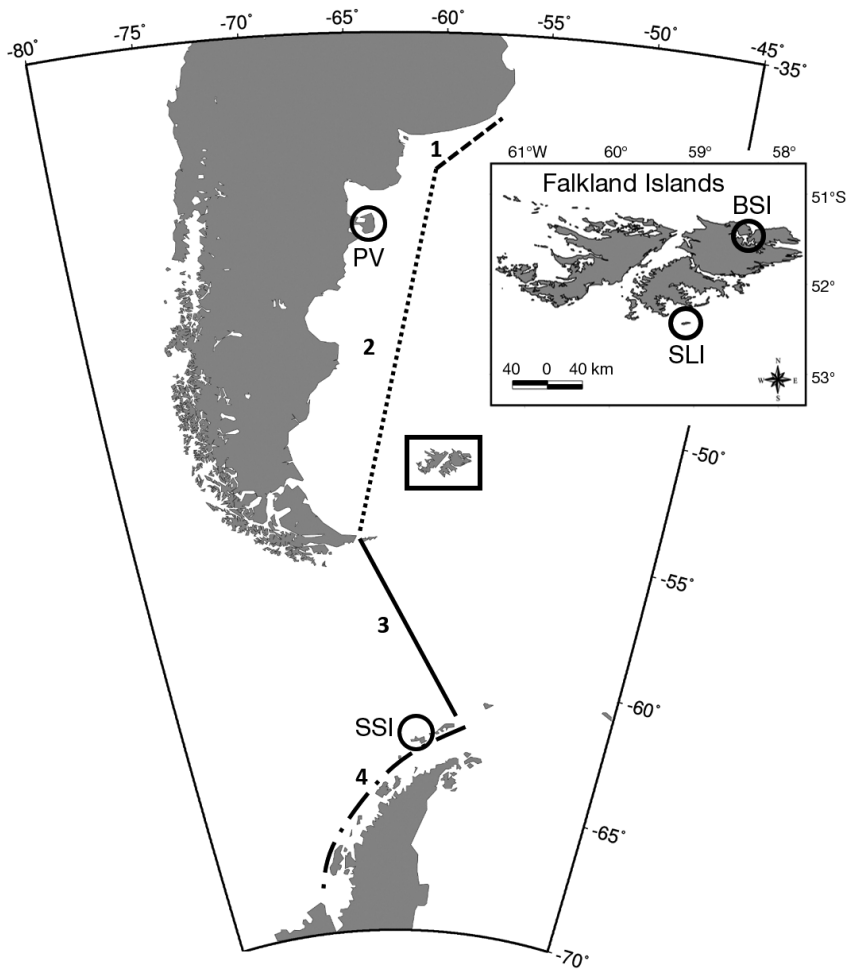 -80˚ -75˚ -70˚ -65˚ -60˚ -55˚ -50˚ -45˚
-35˚
1
61°W 60° 59° 58°
Falkland Islands
51°S
BSI
PV
52°
2
SLI
40 0 40 km
53°
N
W E
S
-50˚
-55˚
3
-60˚
SSI
4
-65˚
-70˚